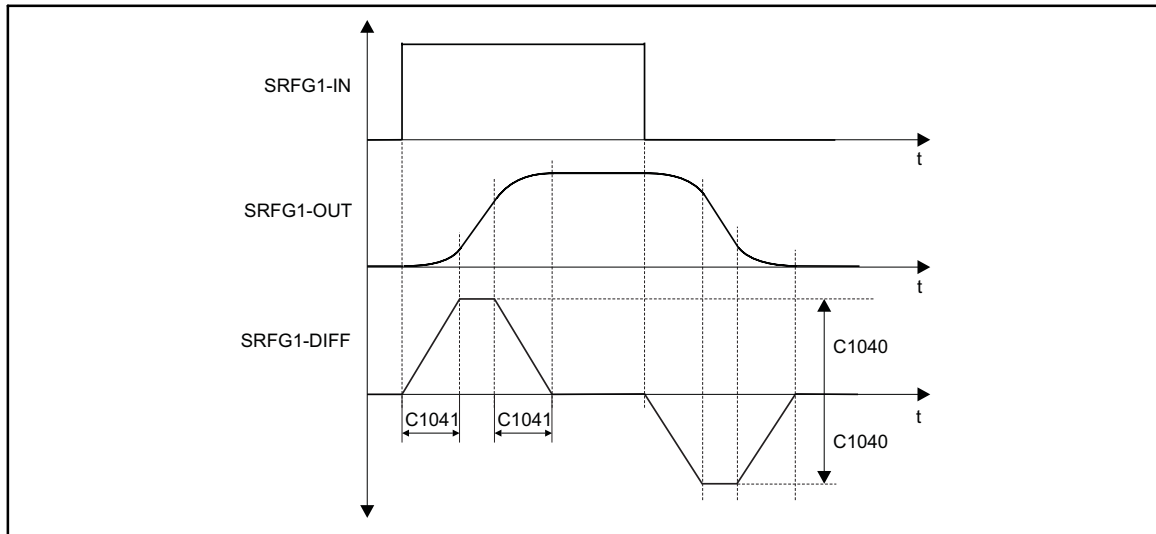 SRFG1-IN
t
SRFG1-OUT
t
SRFG1-DIFF
C1040
t
C1041 C1041
C1040